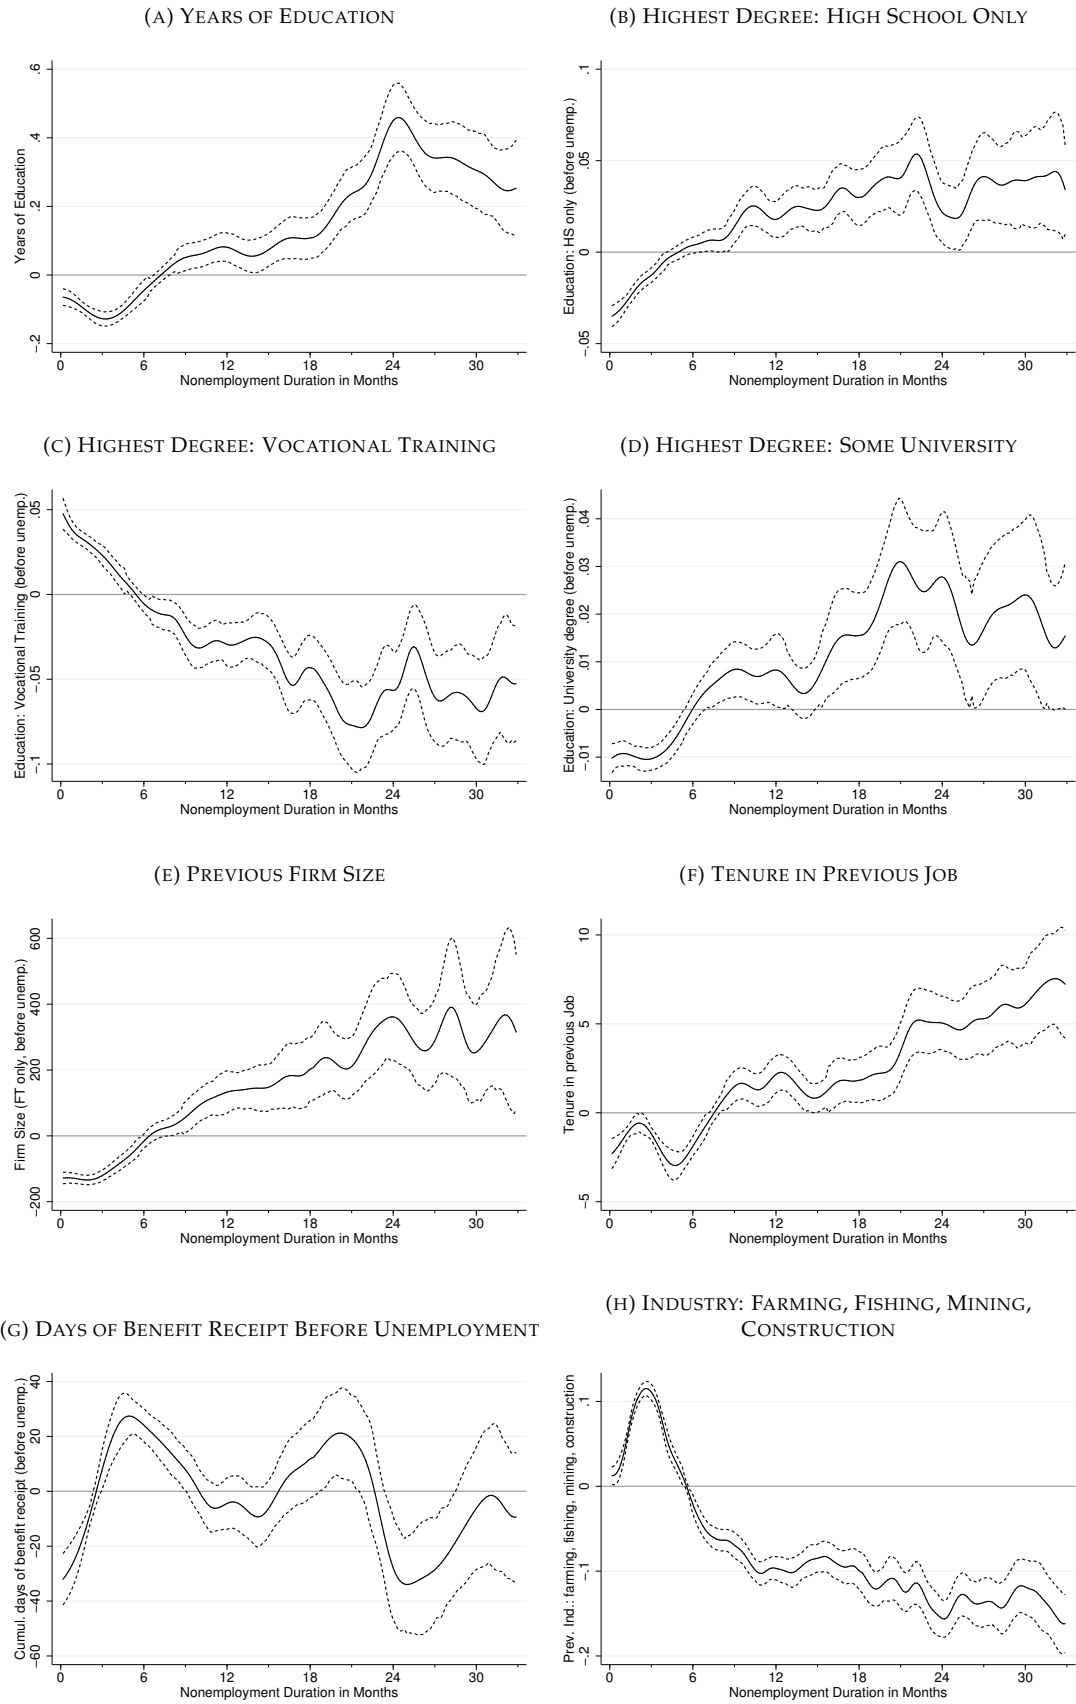 (A) YEARS OF EDUCATION
Years of Education
.6
.4
.2
0
-.2
0 6 12 18 24 30
Nonemployment Duration in Months
(B) HIGHEST DEGREE: HIGH SCHOOL ONLY
Education: HS only (before unemp.)
.1
.05
0
-.05
0 6 12 18 24 30
Nonemployment Duration in Months
(C) HIGHEST DEGREE: VOCATIONAL TRAINING
Education: Vocational Training (before unemp.)
.05
0
-.05
-.1
0 6 12 18 24 30
Nonemployment Duration in Months
(D) HIGHEST DEGREE: SOME UNIVERSITY
Education: University degree (before unemp.)
.04
.03
.02
.01
0
-.01
0 6 12 18 24 30
Nonemployment Duration in Months
(E) PREVIOUS FIRM SIZE
Firm Size (FT only, before unemp.)
600
400
200
0
-200
0 6 12 18 24 30
Nonemployment Duration in Months
(F) TENURE IN PREVIOUS JOB
Tenure in previous Job
10
5
0
-5
0 6 12 18 24 30
Nonemployment Duration in Months
(G) DAYS OF BENEFIT RECEIPT BEFORE UNEMPLOYMENT
Cumul. days of benefit receipt (before unemp.)
40
20
0
-20
-40
-60
0 6 12 18 24 30
Nonemployment Duration in Months
(H) INDUSTRY: FARMING, FISHING, MINING,
CONSTRUCTION
Prev. Ind.: farming, fishing, mining, construction
.1
0
-.1
-.2
0 6 12 18 24 30
Nonemployment Duration in Months